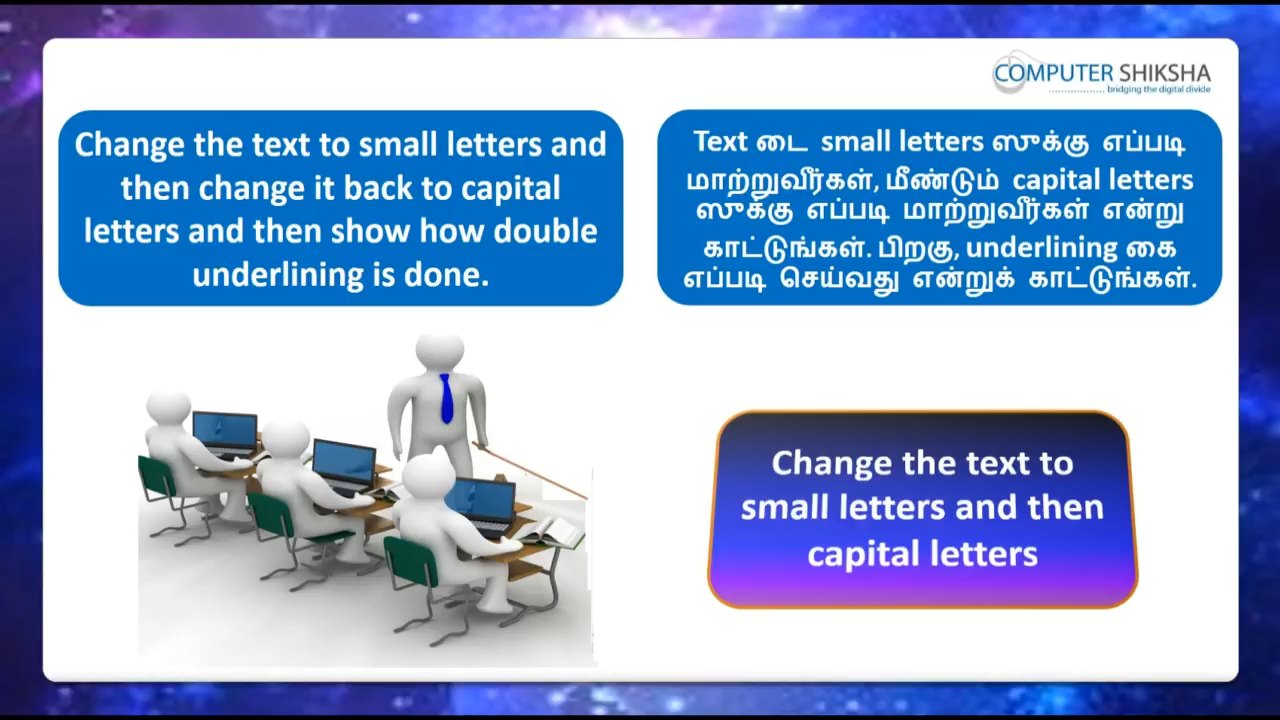 COMPUTER SHIKSHA
bridging the digital divide
Change the text to small letters and
then change it back to capital
letters and then show how double
underlining is done.
Text டை small letters ஸுக்கு எப்படி
மாற்றுவீர்கள், மீண்டும் capital letters
ஸுக்கு எப்படி மாற்றுவீர்கள் என்று
காட்டுங்கள். பிறகு, underlining கை
எப்படி செய்வது என்றுக் காட்டுங்கள்.
Change the text to
small letters and then
capital letters